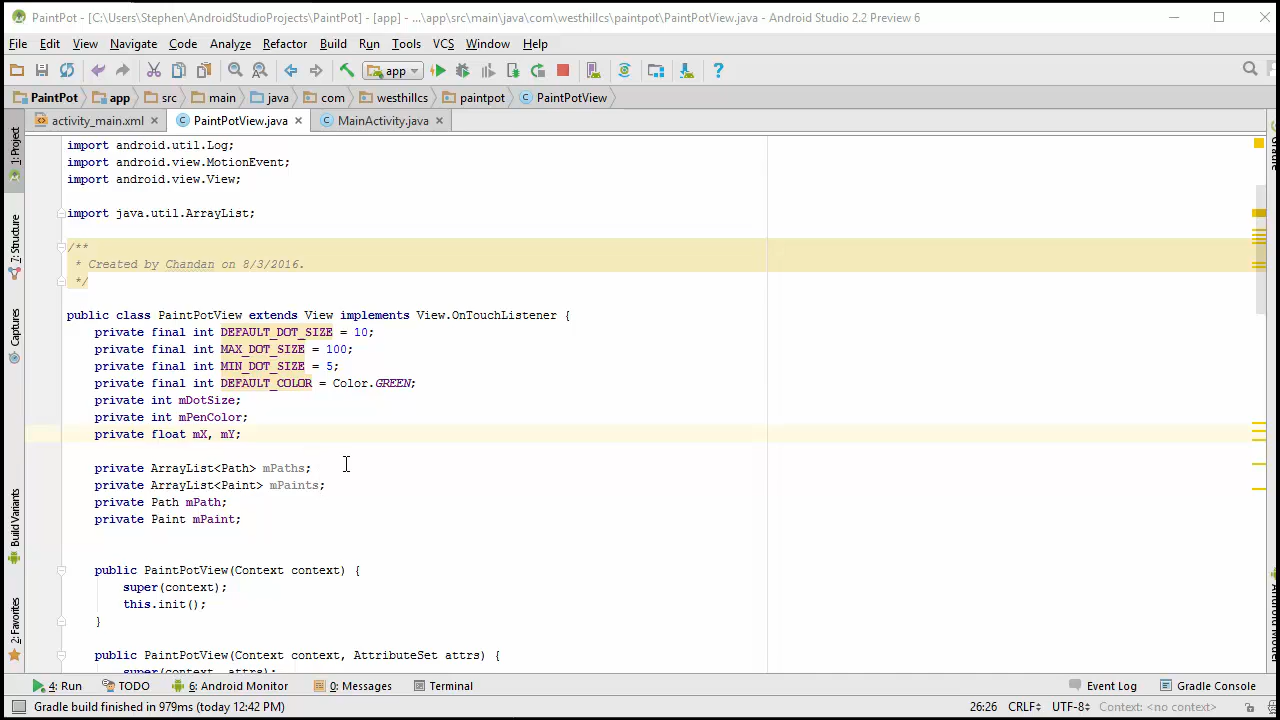 PaintPot - [C:\Users\Stephen\AndroidStudioProjects\PaintPot] - [app] - ...\app\src\main\java\com\westhillcs\paintpot\PaintPotView.java - Android Studio 2.2 Preview 6
File Edit View Navigate Code Analyze Refactor Build Run Tools VCS Window Help
app
PaintPot app src main java com westhillcs paintpot PaintPotView
activity_main.xml PaintPotView.java MainActivity.java
1: Project
7: Structure
Captures
Build Variants
2: Favorites
import android.util.Log;
import android.view.MotionEvent;
import android.view.View;
import java.util.ArrayList;
/**
* Created by Chandan on 8/3/2016.
*/
public class PaintPotView extends View implements View.OnTouchListener {
private final int DEFAULT_DOT_SIZE = 10;
private final int MAX_DOT_SIZE = 100;
private final int MIN_DOT_SIZE = 5;
private final int DEFAULT_COLOR = Color.GREEN;
private int mDotSize;
private int mPenColor;
private float mX, mY;
private ArrayList<Path> mPaths;
private ArrayList<Paint> mPaints;
private Path mPath;
private Paint mPaint;
public PaintPotView(Context context) {
super(context);
this.init();
}
public PaintPotView(Context context, AttributeSet attrs) {
super(context, attrs);
Gradle
Android Model
4: Run TODO 6: Android Monitor 0: Messages Terminal Event Log Gradle Console
Gradle build finished in 979ms (today 12:42 PM) 26:26 CRLF UTF-8 Context: <no context>